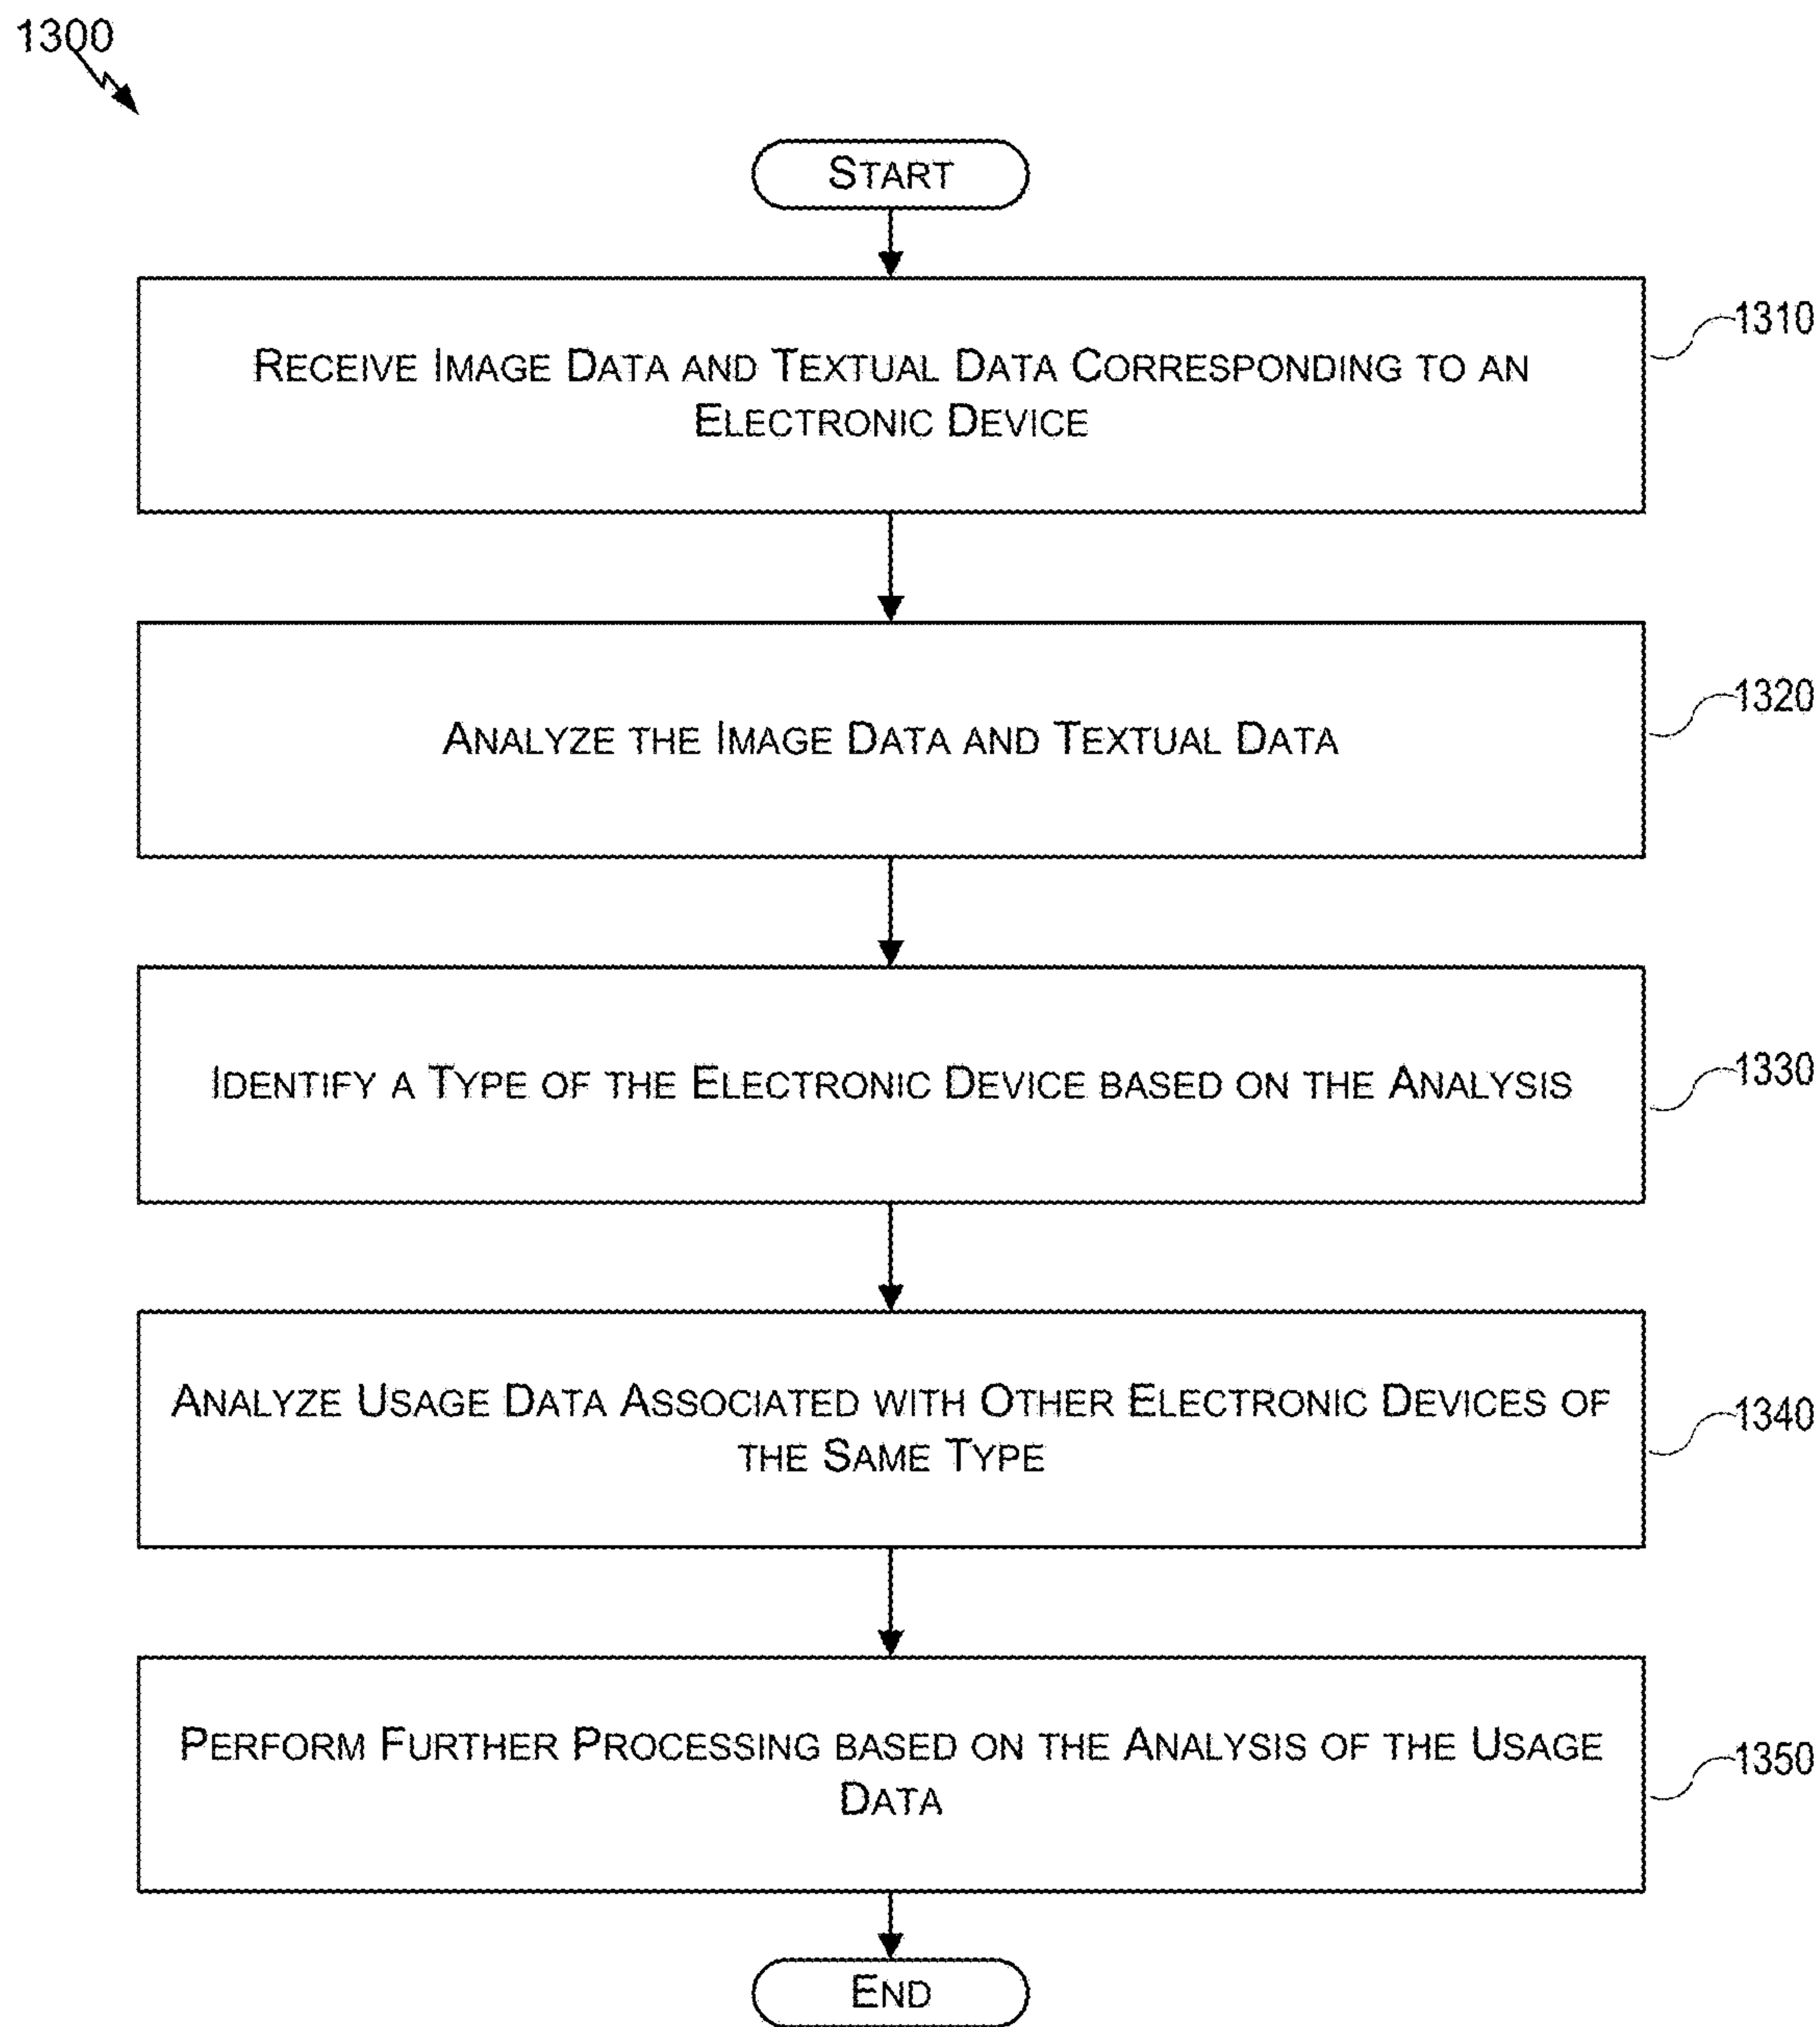 1300
START
RECEIVE IMAGE DATA AND TEXTUAL DATA CORRESPONDING TO AN
ELECTRONIC DEVICE
1310
ANALYZE THE IMAGE DATA AND TEXTUAL DATA
1320
IDENTIFY A TYPE OF THE ELECTRONIC DEVICE BASED ON THE ANALYSIS
1330
ANALYZE USAGE DATA ASSOCIATED WITH OTHER ELECTRONIC DEVICES OF
THE SAME TYPE
1340
PERFORM FURTHER PROCESSING BASED ON THE ANALYSIS OF THE USAGE
DATA
1350
END